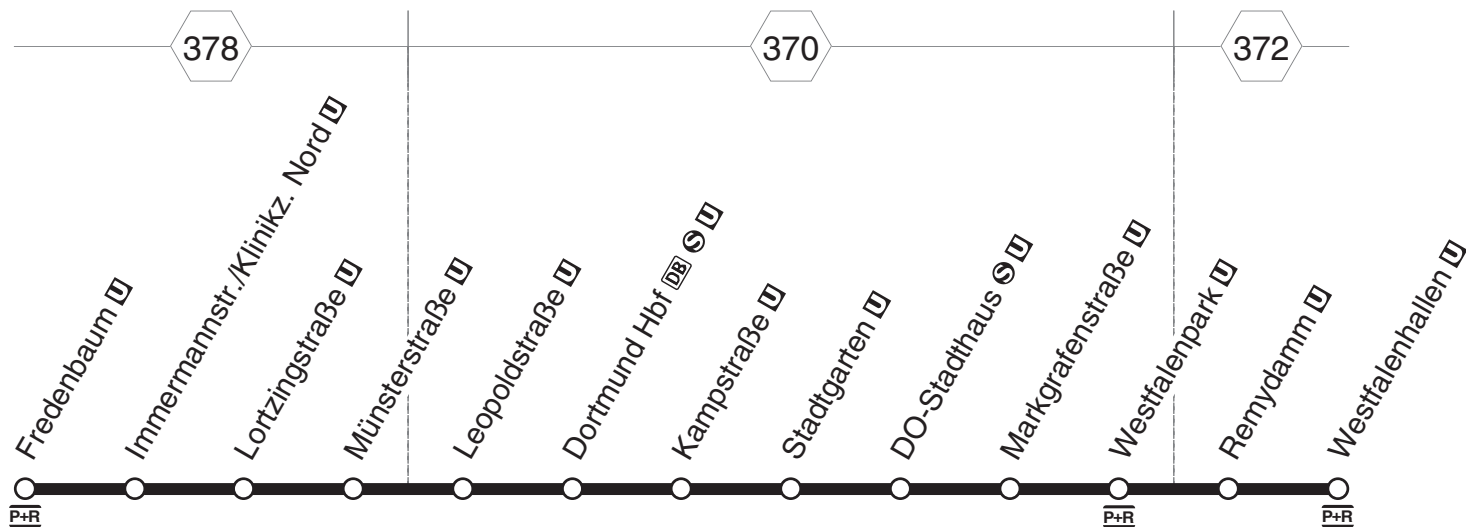 378
370
372
Fredenbaum U
Immermannstr./Klinikz. Nord U
Lortzingstraße U
Münsterstraße U
Leopoldstraße U
Dortmund Hbf DB S U
Kampstraße U
Stadtgarten U
DO-Stadthaus S U
Markgrafenstraße U
Westfalenpark U
Remydamm U
Westfalenhallen U
P+R
P+R
P+R